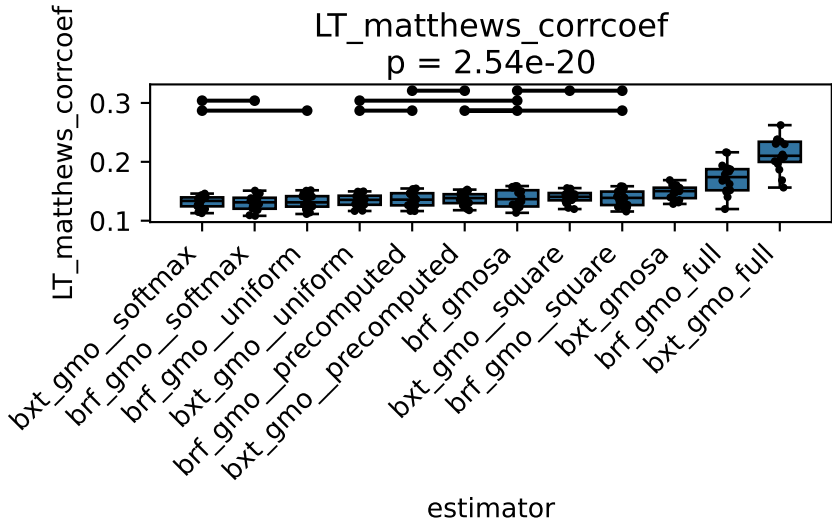 LT_matthews_corrcoef
p = 2.54e-20
LT_matthews_corrcoef
0.3
0.2
0.1
bxt_gmo__softmax
brf_gmo__softmax
brf_gmo__uniform
bxt_gmo__uniform
brf_gmo__precomputed
bxt_gmo__precomputed
brf_gmosa
bxt_gmo__square
brf_gmo__square
bxt_gmosa
brf_gmo_full
bxt_gmo_full
estimator